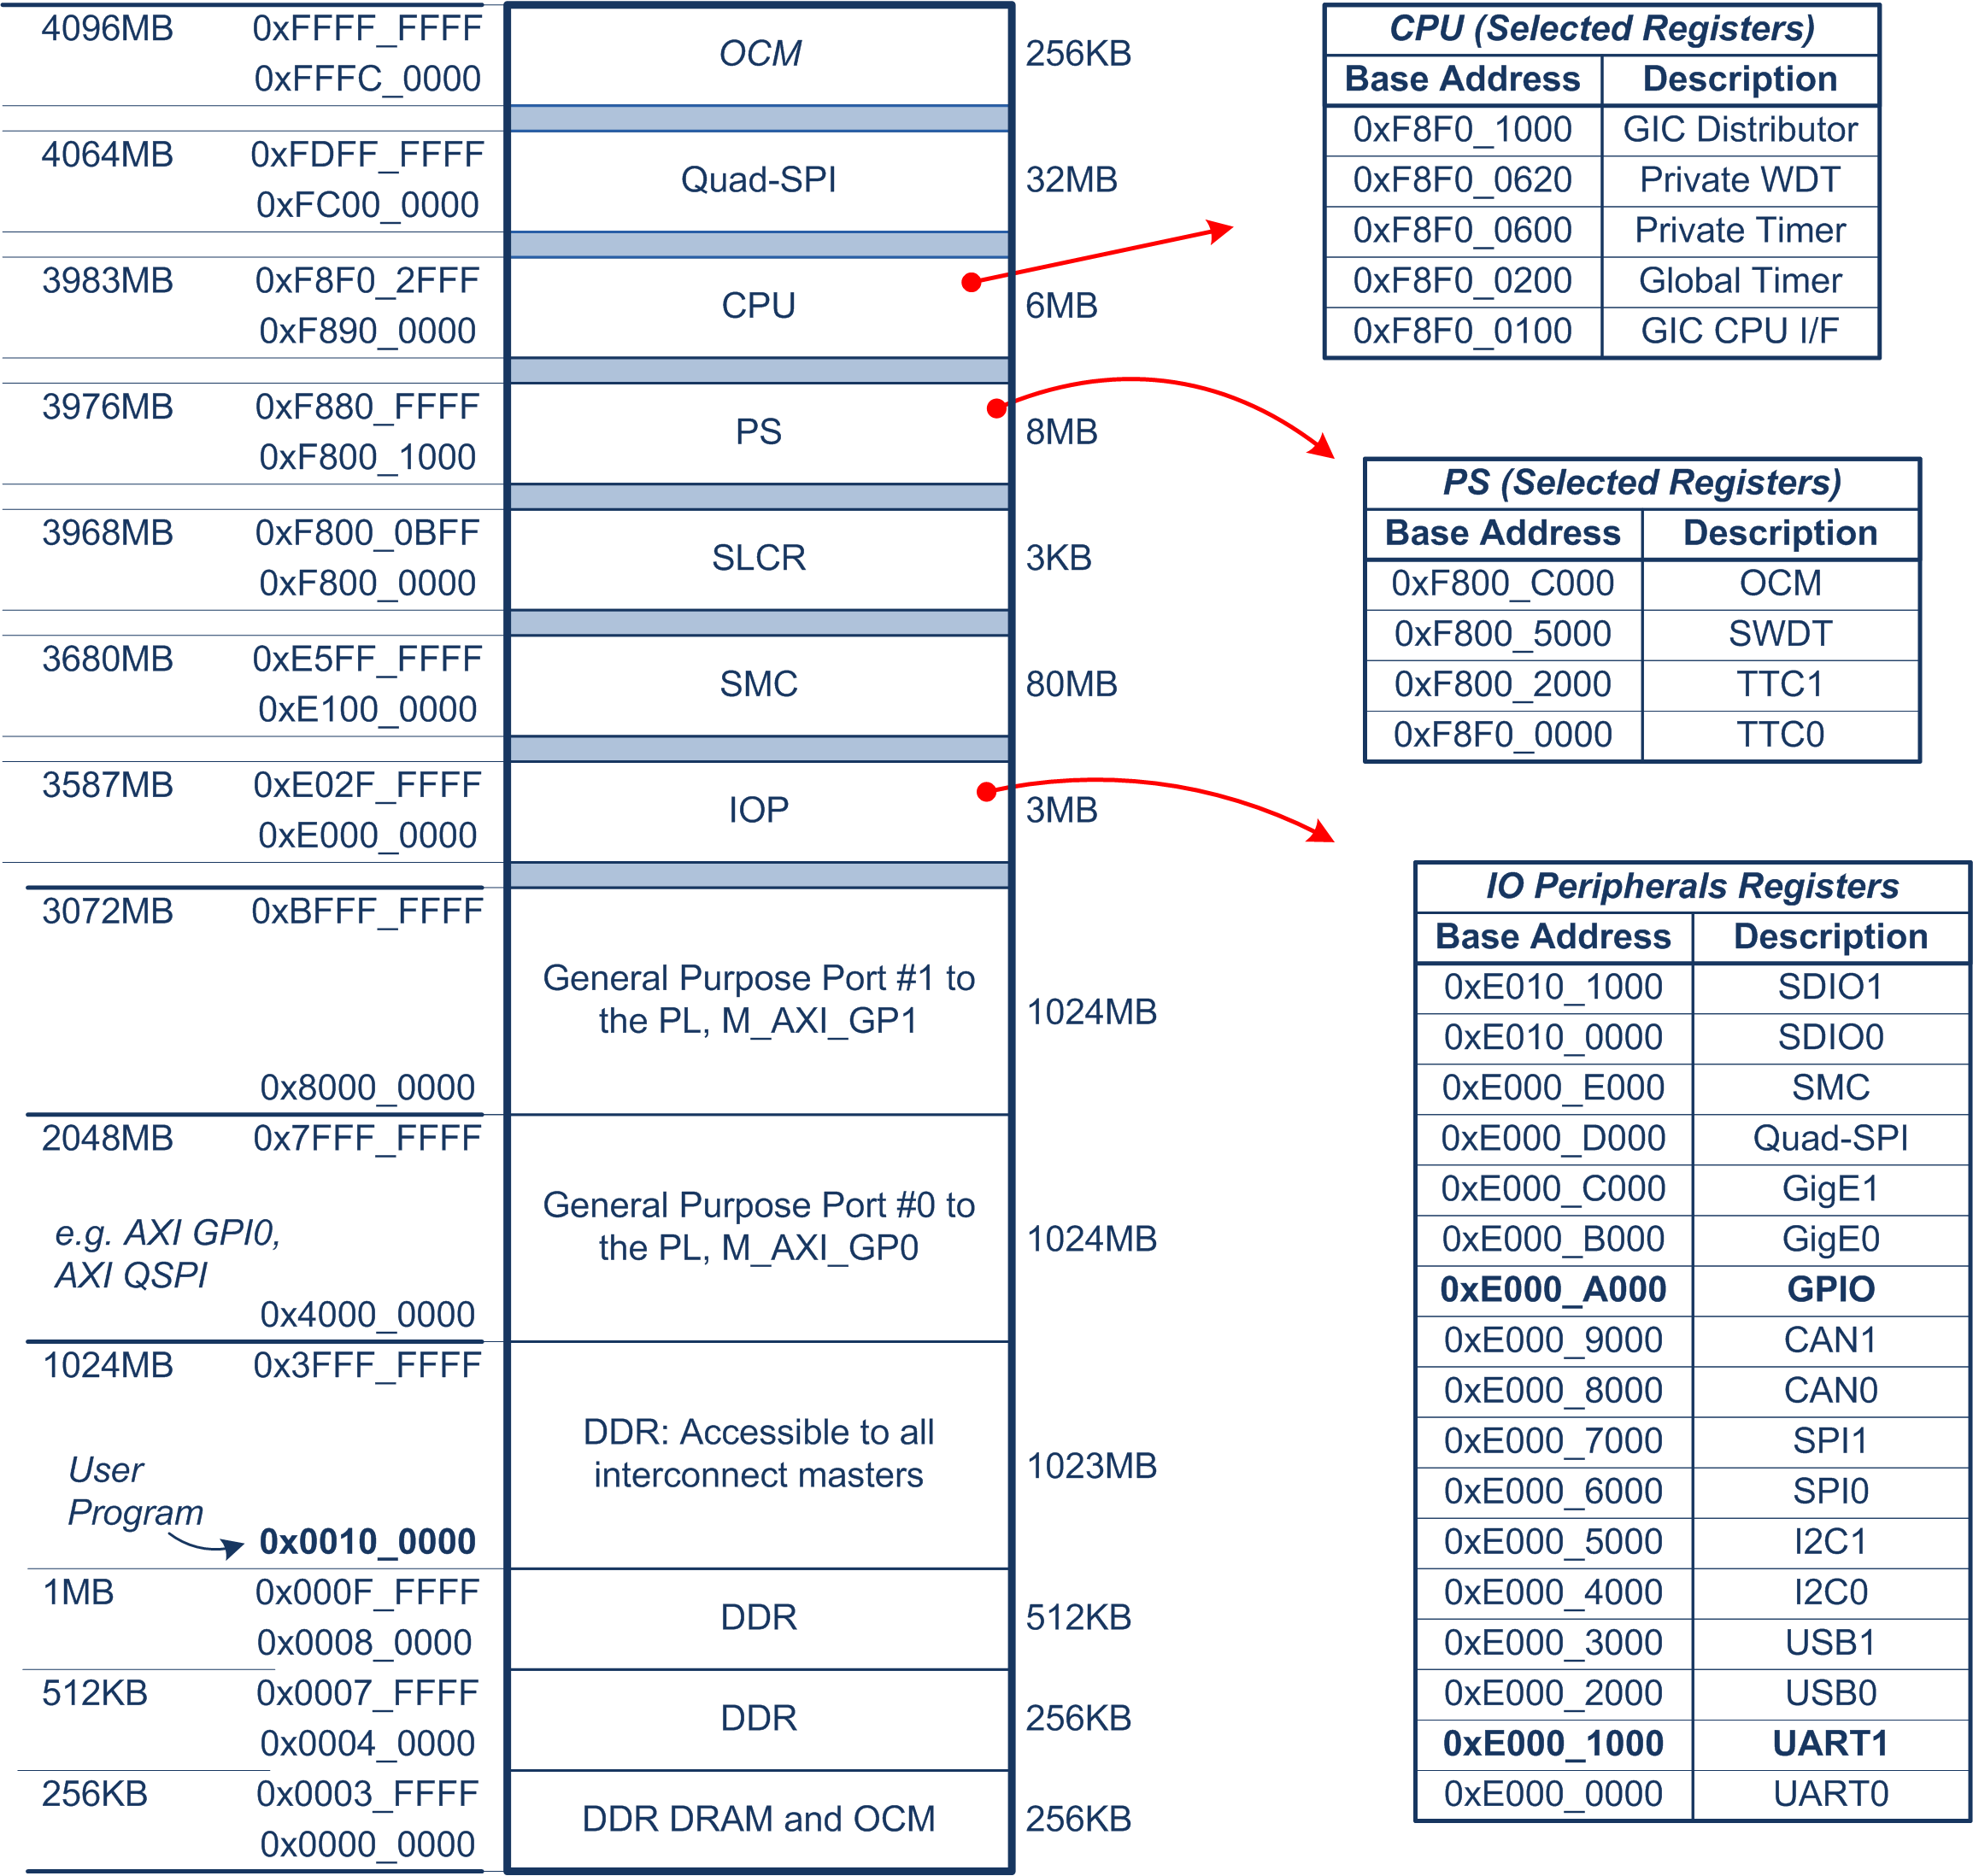 4096MB 0xFFFF_FFFF
0xFFFC_0000
OCM
256KB
4064MB 0xFDFF_FFFF
0xFC00_0000
Quad-SPI
32MB
3983MB 0xF8F0_2FFF
0xF890_0000
CPU
6MB
3976MB 0xF880_FFFF
0xF800_1000
PS
8MB
3968MB 0xF800_0BFF
0xF800_0000
SLCR
3KB
3680MB 0xE5FF_FFFF
0xE100_0000
SMC
80MB
3587MB 0xE02F_FFFF
0xE000_0000
IOP
3MB
3072MB 0xBFFF_FFFF
General Purpose Port #1 to
the PL, M_AXI_GP1
1024MB
0x8000_0000
2048MB 0x7FFF_FFFF
General Purpose Port #0 to
the PL, M_AXI_GP0
1024MB
e.g. AXI GPI0,
AXI QSPI
0x4000_0000
1024MB 0x3FFF_FFFF
DDR: Accessible to all
interconnect masters
1023MB
User
Program
0x0010_0000
1MB 0x000F_FFFF
0x0008_0000
DDR
512KB
512KB 0x0007_FFFF
0x0004_0000
DDR
256KB
256KB 0x0003_FFFF
0x0000_0000
DDR DRAM and OCM
256KB
CPU (Selected Registers)
Base Address Description
0xF8F0_1000 GIC Distributor
0xF8F0_0620 Private WDT
0xF8F0_0600 Private Timer
0xF8F0_0200 Global Timer
0xF8F0_0100 GIC CPU I/F
PS (Selected Registers)
Base Address Description
0xF800_C000 OCM
0xF800_5000 SWDT
0xF800_2000 TTC1
0xF8F0_0000 TTC0
IO Peripherals Registers
Base Address Description
0xE010_1000 SDIO1
0xE010_0000 SDIO0
0xE000_E000 SMC
0xE000_D000 Quad-SPI
0xE000_C000 GigE1
0xE000_B000 GigE0
0xE000_A000 GPIO
0xE000_9000 CAN1
0xE000_8000 CAN0
0xE000_7000 SPI1
0xE000_6000 SPI0
0xE000_5000 I2C1
0xE000_4000 I2C0
0xE000_3000 USB1
0xE000_2000 USB0
0xE000_1000 UART1
0xE000_0000 UART0